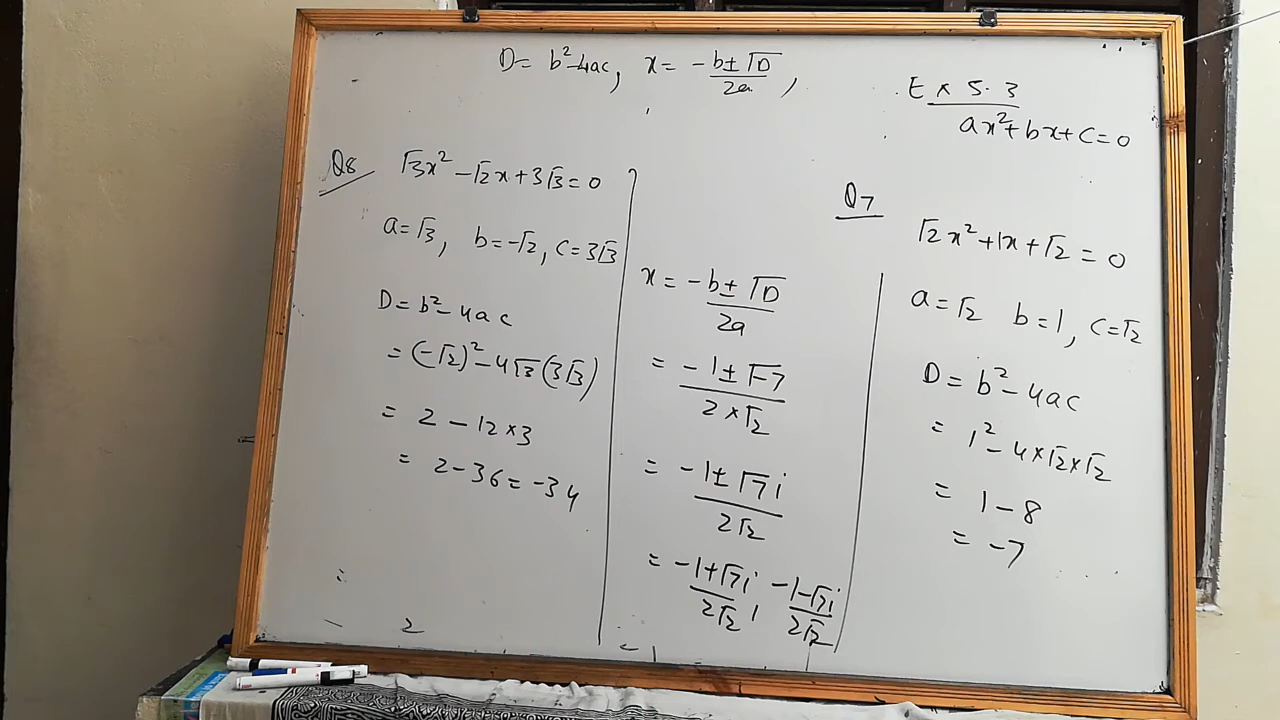 D = b²-4ac, x = -b±√D/2a,
Ex 5.3
ax²+bx+c=0
Q8 √3x²-√2x+3√3=0
a=√3, b=-√2, c=3√3
D=b²-4ac
=(-√2)²-4√3(3√3)
= 2-12×3
= 2-36=-34
x = -b±√D/2a
= -1±√-7/2×√2
= -1±√7i/2√2
= -1+√7i/2√2, -1-√7i/2√2
Q7
√2x²+1x+√2=0
a=√2 b=1, c=√2
D=b²-4ac
= 1²-4×√2×√2
= 1-8
= -7